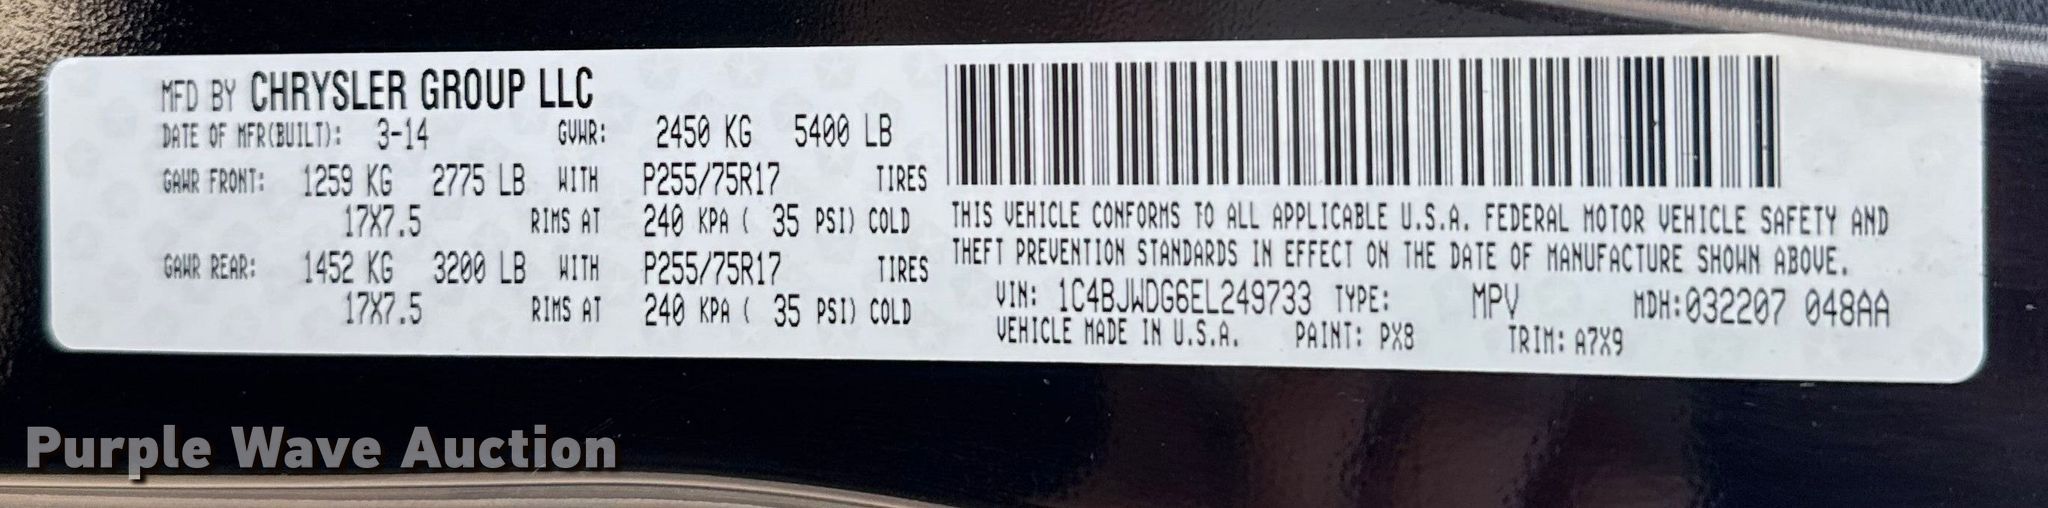 MFD BY CHRYSLER GROUP LLC
DATE OF MFR(BUILT): 3-14 GVWR: 2450 KG 5400 LB
GAWR FRONT: 1259 KG 2775 LB WITH P255/75R17 TIRES
17X7.5 RIMS AT 240 KPA ( 35 PSI) COLD
GAWR REAR: 1452 KG 3200 LB WITH P255/75R17 TIRES
17X7.5 RIMS AT 240 KPA ( 35 PSI) COLD
THIS VEHICLE CONFORMS TO ALL APPLICABLE U.S.A. FEDERAL MOTOR VEHICLE SAFETY AND
THEFT PREVENTION STANDARDS IN EFFECT ON THE DATE OF MANUFACTURE SHOWN ABOVE.
VIN: 1C4BJWDG6EL249733 TYPE: MPV MDH:032207 048AA
VEHICLE MADE IN U.S.A. PAINT: PX8 TRIM: A7X9
Purple Wave Auction